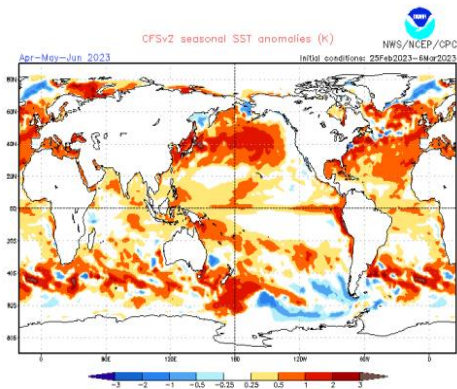 CFSv2 seasonal SST anomalies (K)
NWS/NCEP/CPC
Apr-May-Jun 2023
Initial conditions: 25Feb2023-6Mar2023
80N
60N
40N
20N
EQ
20S
40S
60S
80S
0 60E 120E 180 120W 60W 0
-3 -2 -1 -0.5 -0.25 0.25 0.5 1 2 3